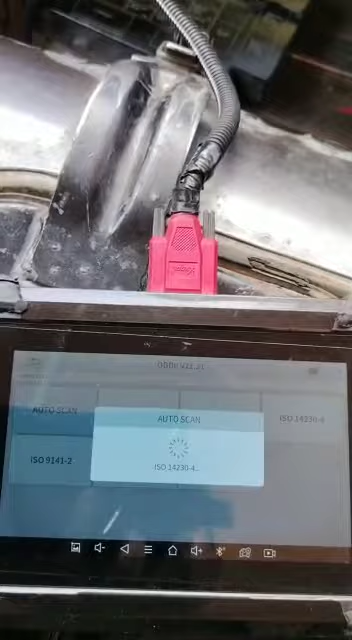 AUTO SCAN
AUTO SCAN
ISO 14230-4
ISO 9141-2
ISO 14230-4...